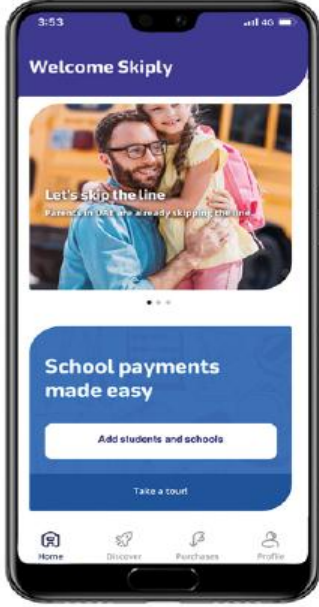 3:53
4G
Welcome Skiply
Let's skip the line
Parents in UAE are already skipping the line
School payments
made easy
Add students and schools
Take a tour!
Home
Discover
Purchases
Profile